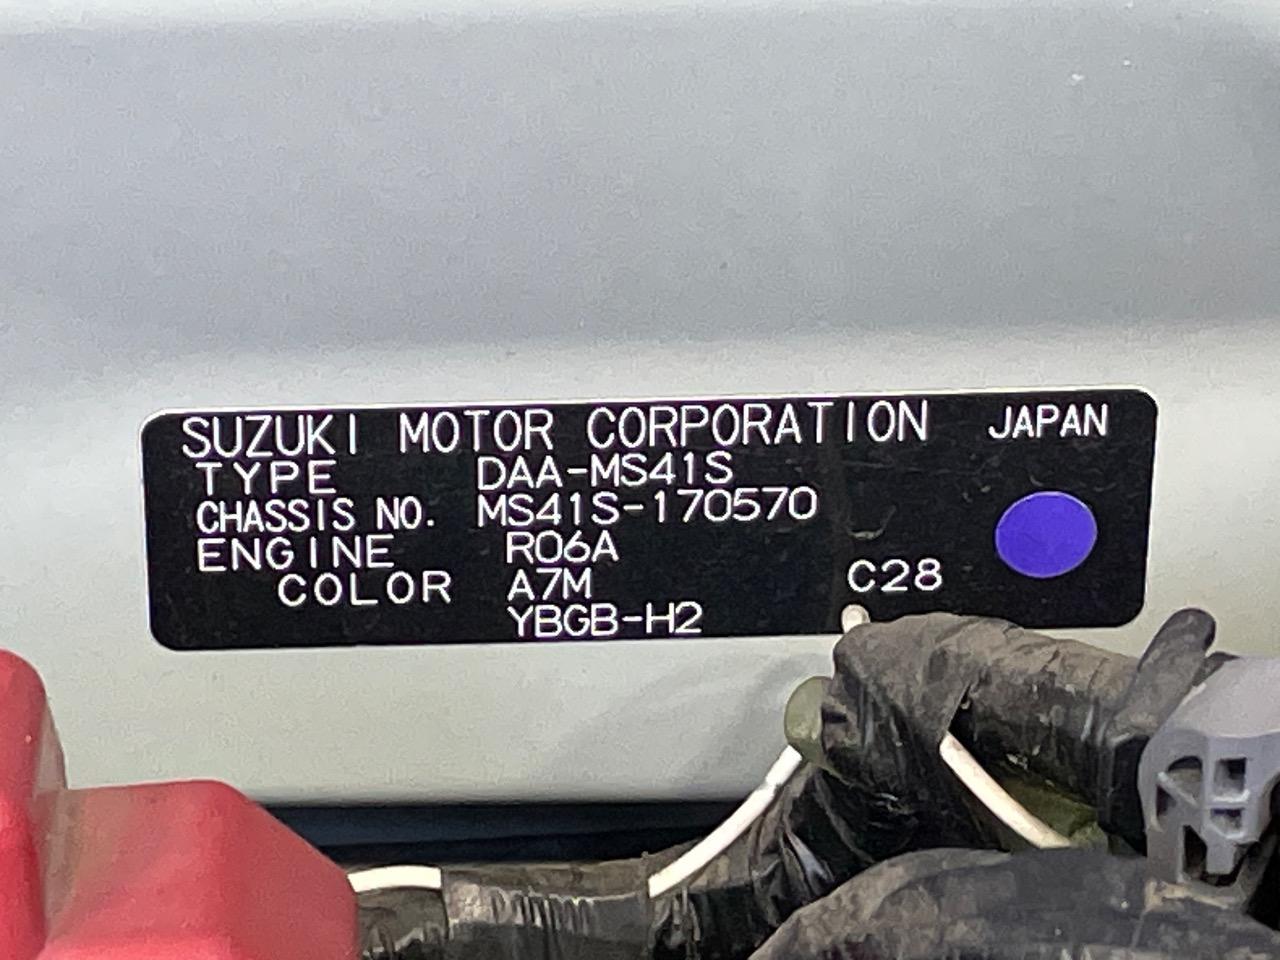 SUZUKI MOTOR CORPORATION JAPAN
TYPE DAA-MS41S
CHASSIS NO. MS41S-170570
ENGINE R06A
COLOR A7M C28
YBGB-H2